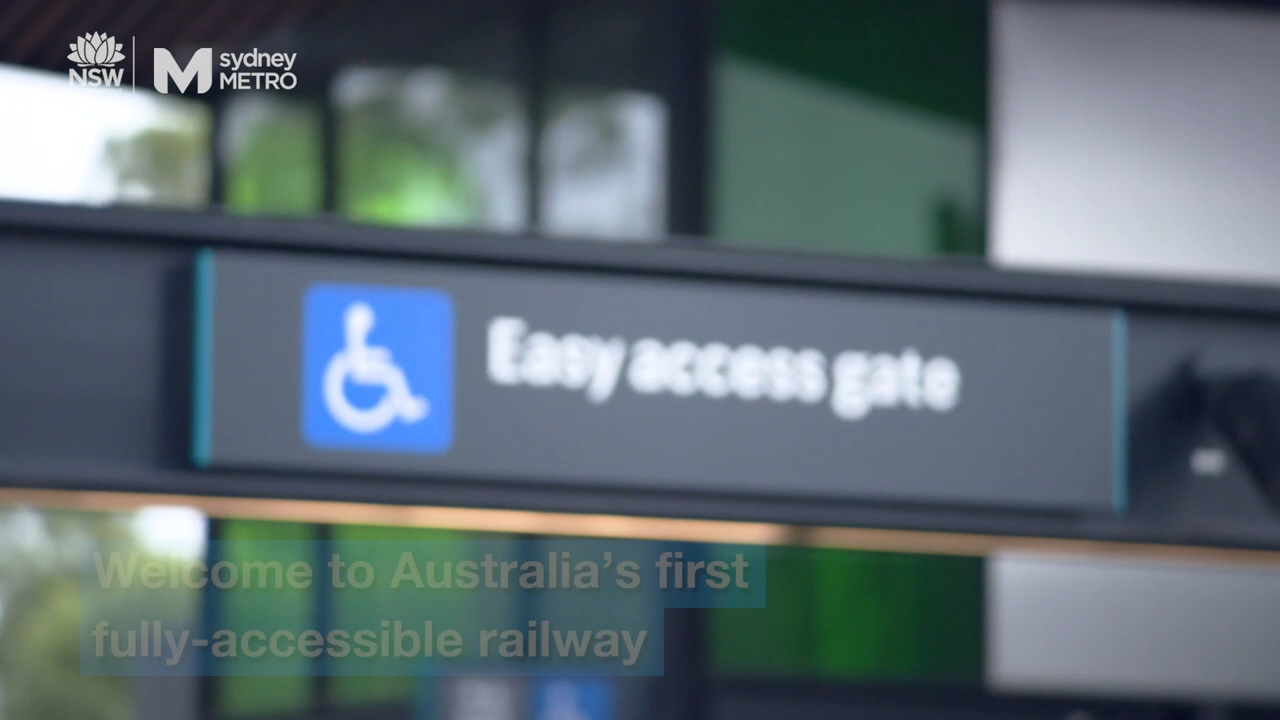 NSW
sydney
METRO
Easy access gate
Welcome to Australia’s first
fully-accessible railway